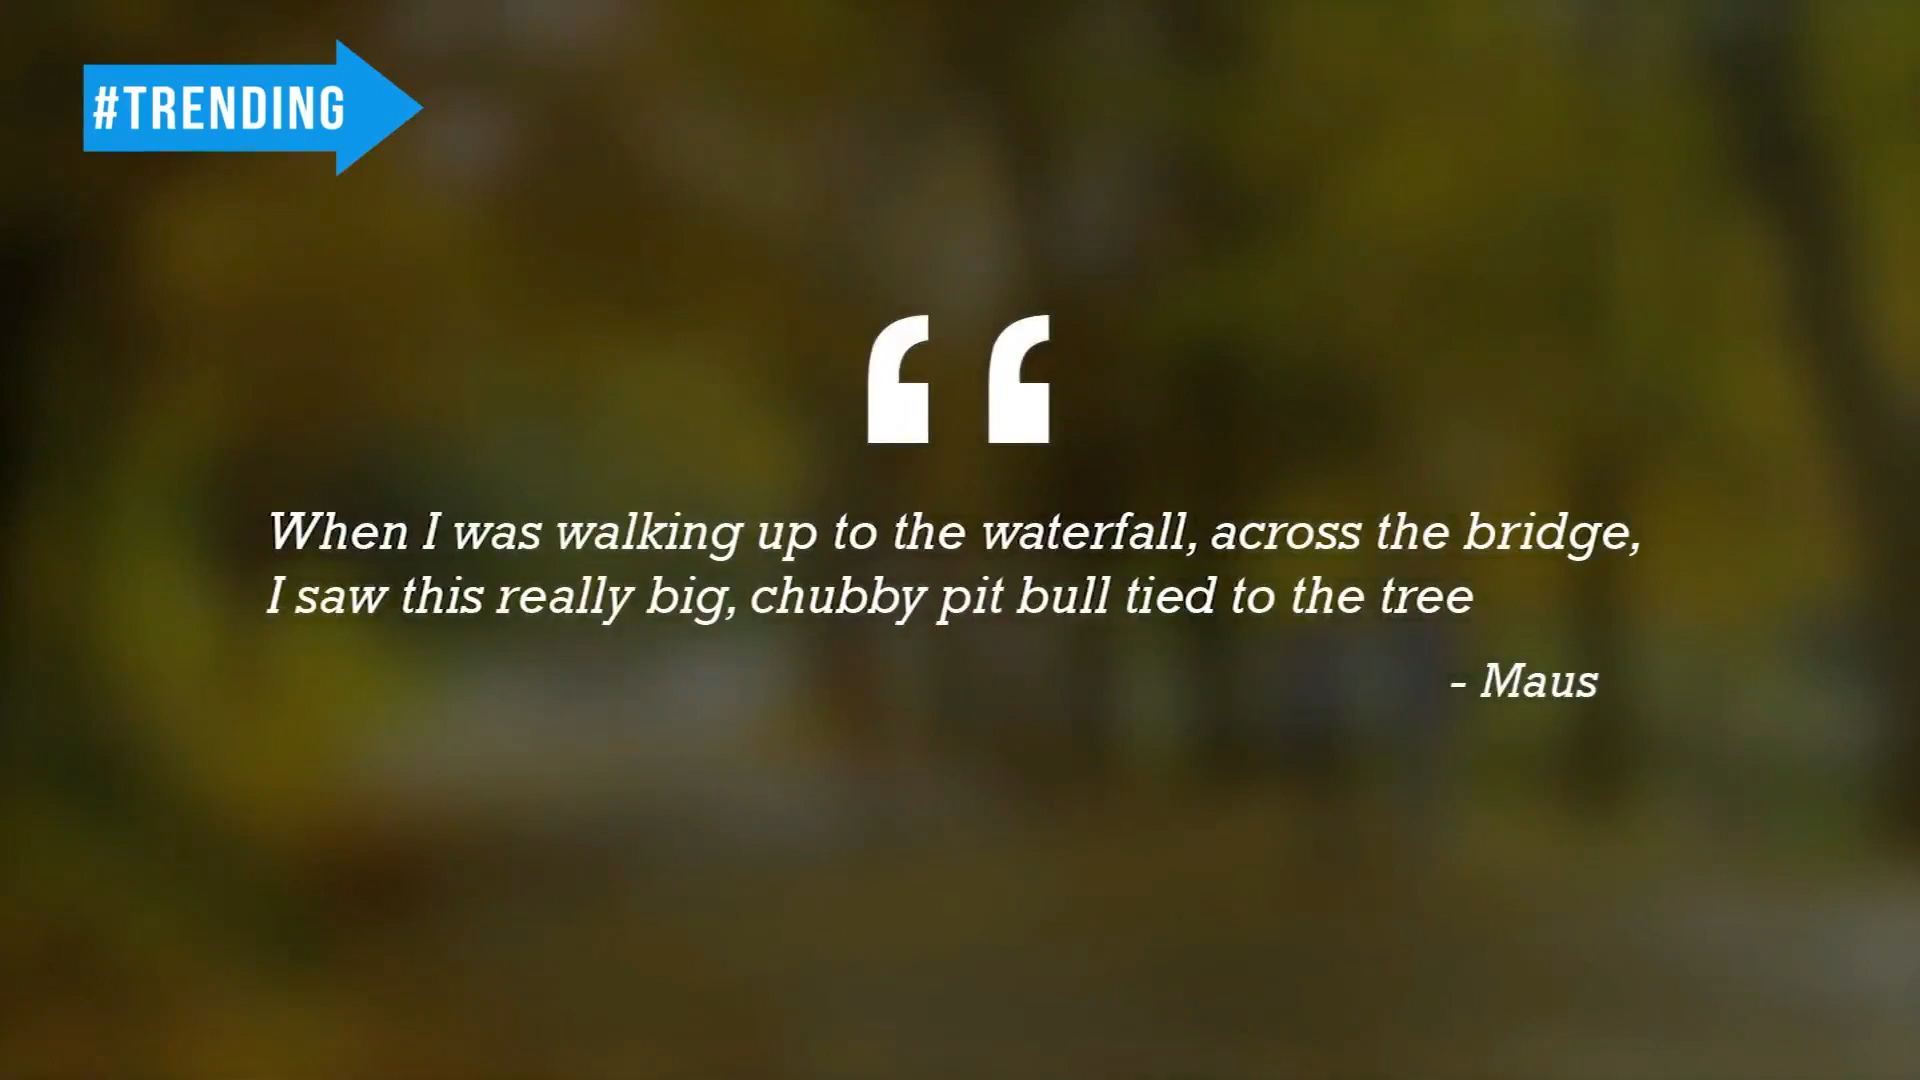 #TRENDING
“
When I was walking up to the waterfall, across the bridge,
I saw this really big, chubby pit bull tied to the tree
- Maus